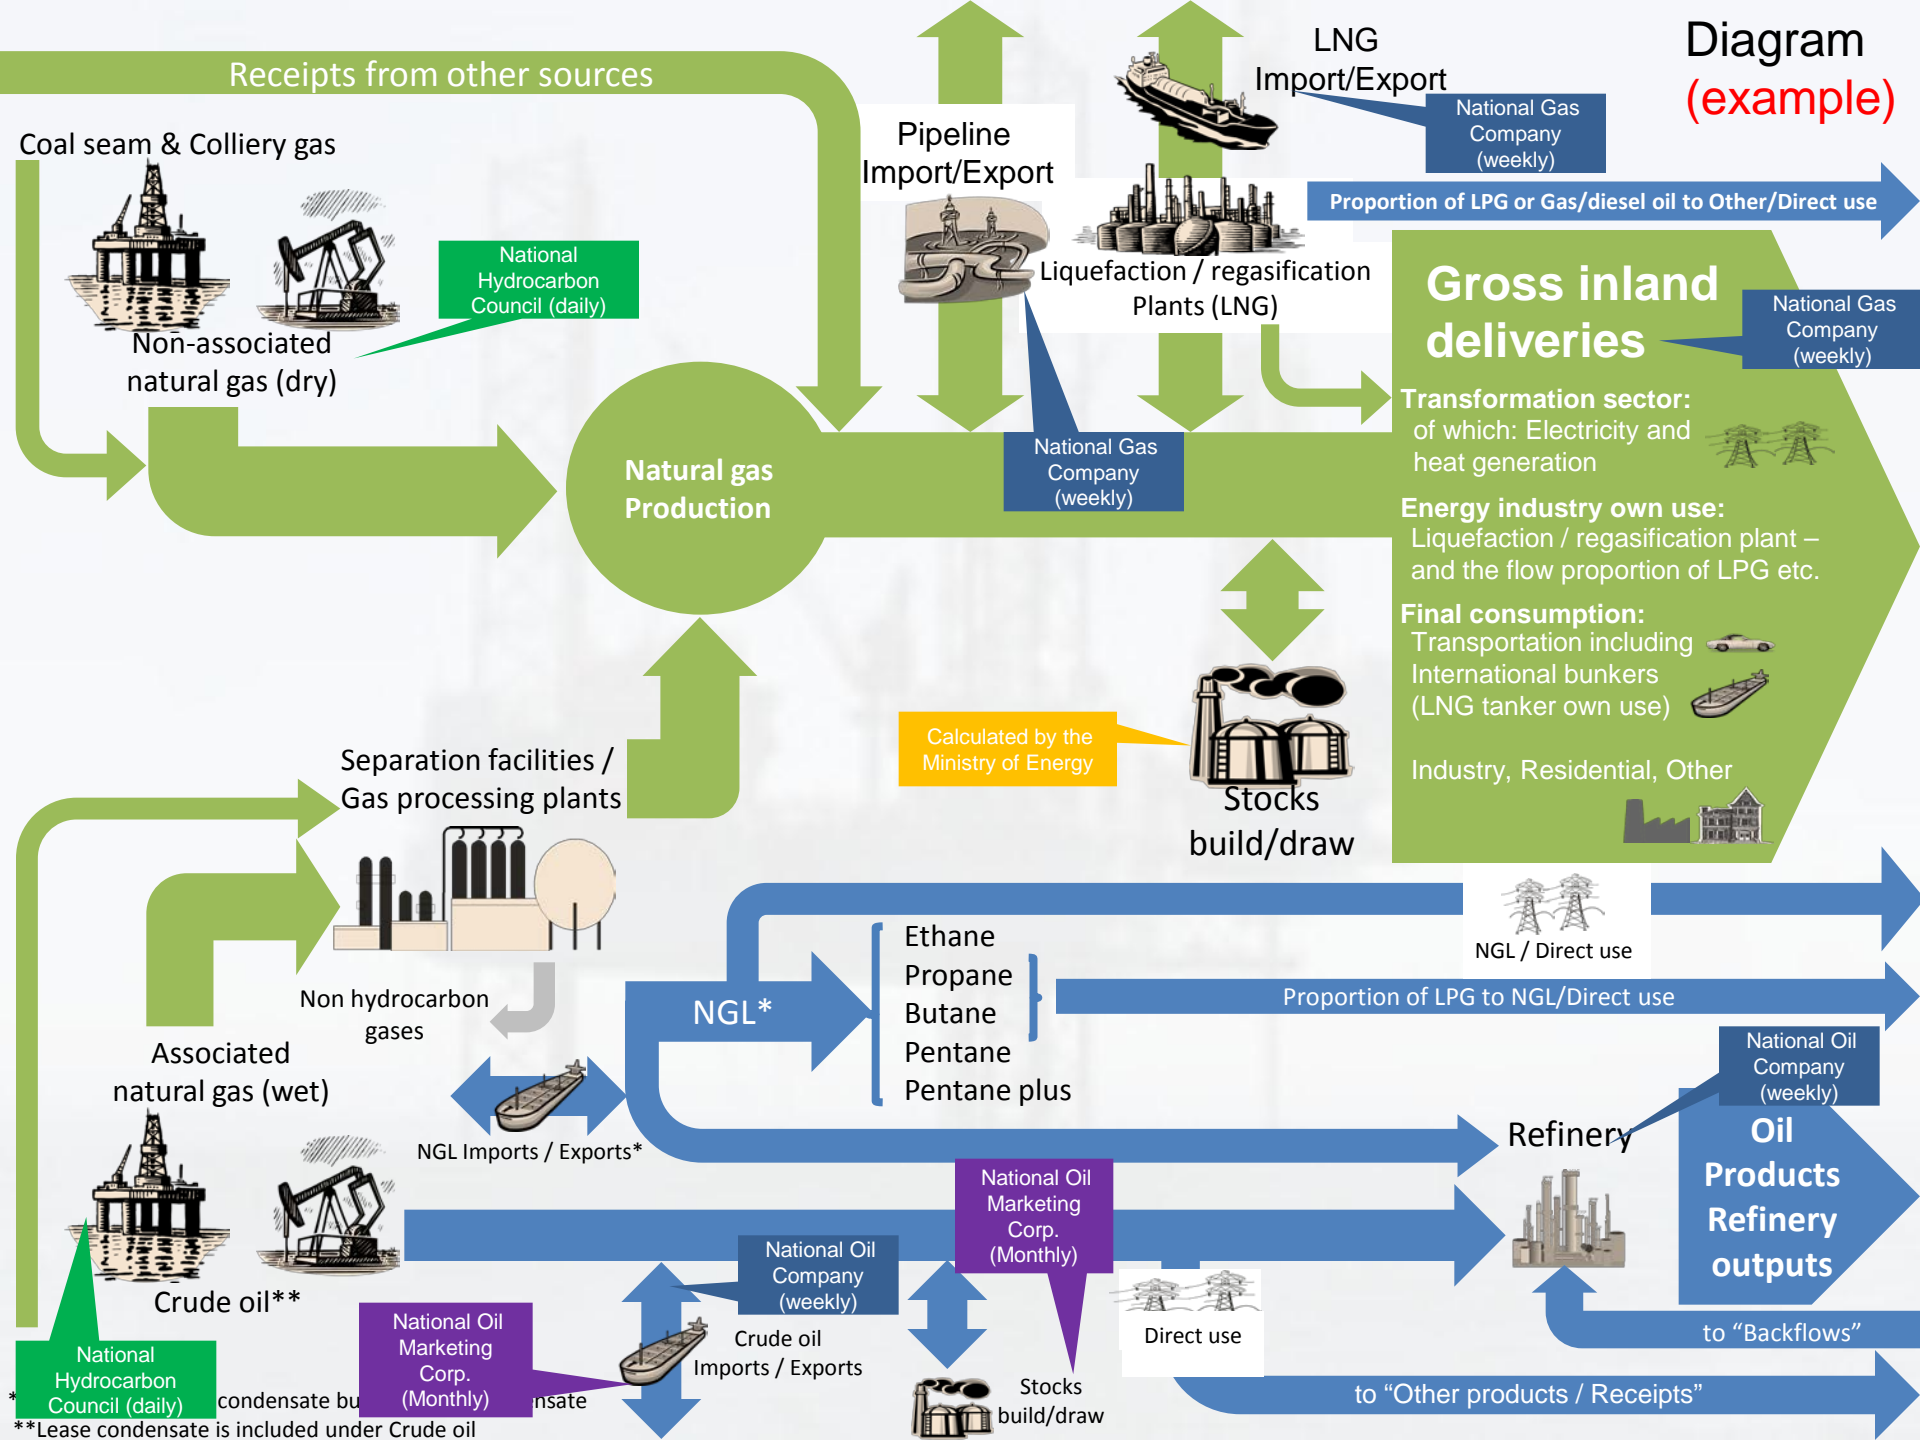 Diagram
(example)
Receipts from other sources
LNG
Import/Export
National Gas
Company
(weekly)
Coal seam & Colliery gas
Pipeline
Import/Export
Proportion of LPG or Gas/diesel oil to Other/Direct use
National
Hydrocarbon
Council (daily)
Liquefaction / regasification
Plants (LNG)
Non-associated
natural gas (dry)
Gross inland
deliveries
National Gas
Company
(weekly)
Transformation sector:
of which: Electricity and
heat generation
Energy industry own use:
Liquefaction / regasification plant –
and the flow proportion of LPG etc.
Final consumption:
Transportation including
International bunkers
(LNG tanker own use)
Industry, Residential, Other
Natural gas
Production
National Gas
Company
(weekly)
Calculated by the
Ministry of Energy
Stocks
build/draw
Separation facilities /
Gas processing plants
Non hydrocarbon
gases
Associated
natural gas (wet)
NGL*
Ethane
Propane
Butane
Pentane
Pentane plus
NGL / Direct use
Proportion of LPG to NGL/Direct use
National Oil
Company
(weekly)
NGL Imports / Exports*
Refinery
Oil
Products
Refinery
outputs
National Oil
Marketing
Corp.
(Monthly)
Crude oil**
National Oil
Company
(weekly)
National Oil
Marketing
Corp.
(Monthly)
Crude oil
Imports / Exports
Direct use
to “Backflows”
Stocks
build/draw
to “Other products / Receipts”
National
Hydrocarbon
Council (daily)
* condensate
**Lease condensate is included under Crude oil